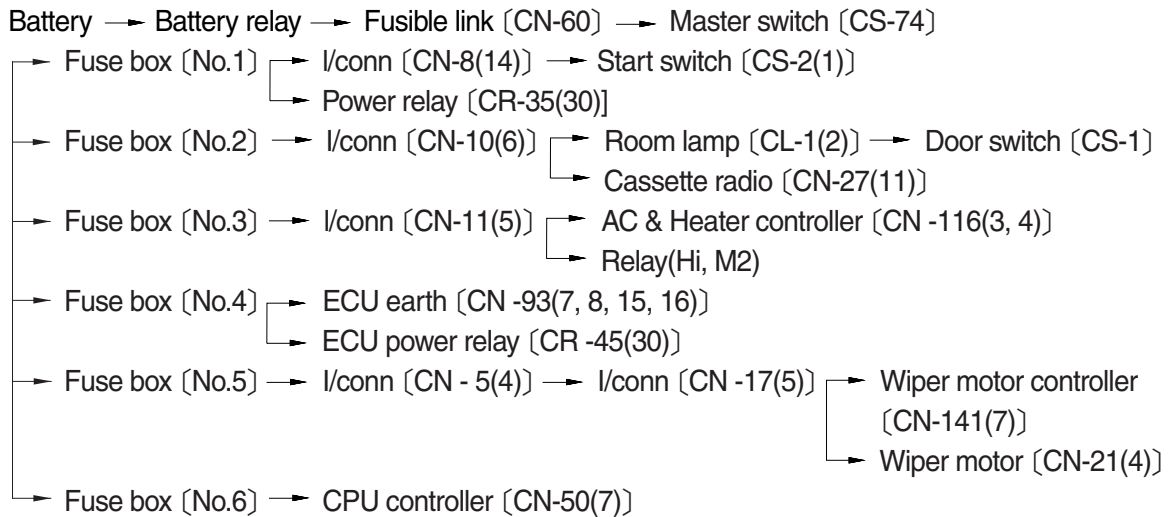 Battery → Battery relay → Fusible link 〔CN-60〕 → Master switch 〔CS-74〕
Fuse box 〔No.1〕 → I/conn 〔CN-8(14)〕 → Start switch 〔CS-2(1)〕
→ Power relay 〔CR-35(30)]
Fuse box 〔No.2〕 → I/conn 〔CN-10(6)〕 → Room lamp 〔CL-1(2)〕 → Door switch 〔CS-1〕
→ Cassette radio 〔CN-27(11)〕
Fuse box 〔No.3〕 → I/conn 〔CN-11(5)〕 → AC & Heater controller 〔CN -116(3, 4)〕
→ Relay(Hi, M2)
Fuse box 〔No.4〕 → ECU earth 〔CN -93(7, 8, 15, 16)〕
→ ECU power relay 〔CR -45(30)〕
Fuse box 〔No.5〕 → I/conn 〔CN - 5(4)〕 → I/conn 〔CN -17(5)〕 → Wiper motor controller
〔CN-141(7)〕
→ Wiper motor 〔CN-21(4)〕
Fuse box 〔No.6〕 → CPU controller 〔CN-50(7)〕